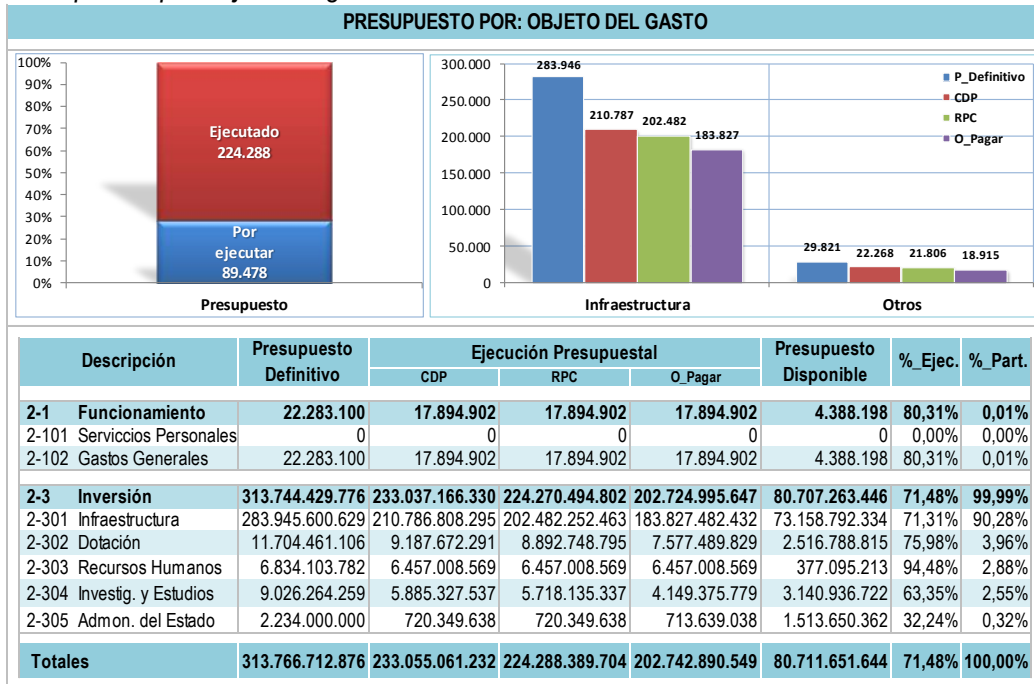 PRESUPUESTO POR: OBJETO DEL GASTO
100%
90%
80%
70%
60%
50%
40%
30%
20%
10%
0%
Ejecutado
224.288
Por
ejecutar
89.478
Presupuesto
300.000
250.000
200.000
150.000
100.000
50.000
0
283.946
210.787
202.482
183.827
29.821
22.268
21.806
18.915
Infraestructura
Otros
P_Definitivo
CDP
RPC
O_Pagar
Descripción Presupuesto Definitivo Ejecución Presupuestal Presupuesto Disponible %_Ejec. %_Part.
CDP RPC O_Pagar
2-1 Funcionamiento 22.283.100 17.894.902 17.894.902 17.894.902 4.388.198 80,31% 0,01%
2-101 Serviccios Personales 0 0 0 0 0 0,00% 0,00%
2-102 Gastos Generales 22.283.100 17.894.902 17.894.902 17.894.902 4.388.198 80,31% 0,01%
2-3 Inversión 313.744.429.776 233.037.166.330 224.270.494.802 202.724.995.647 80.707.263.446 71,48% 99,99%
2-301 Infraestructura 283.945.600.629 210.786.808.295 202.482.252.463 183.827.482.432 73.158.792.334 71,31% 90,28%
2-302 Dotación 11.704.461.106 9.187.672.291 8.892.748.795 7.577.489.829 2.516.788.815 75,98% 3,96%
2-303 Recursos Humanos 6.834.103.782 6.457.008.569 6.457.008.569 6.457.008.569 377.095.213 94,48% 2,88%
2-304 Investig. y Estudios 9.026.264.259 5.885.327.537 5.718.135.337 4.149.375.779 3.140.936.722 63,35% 2,55%
2-305 Admon. del Estado 2.234.000.000 720.349.638 720.349.638 713.639.038 1.513.650.362 32,24% 0,32%
Totales 313.766.712.876 233.055.061.232 224.288.389.704 202.742.890.549 80.711.651.644 71,48% 100,00%